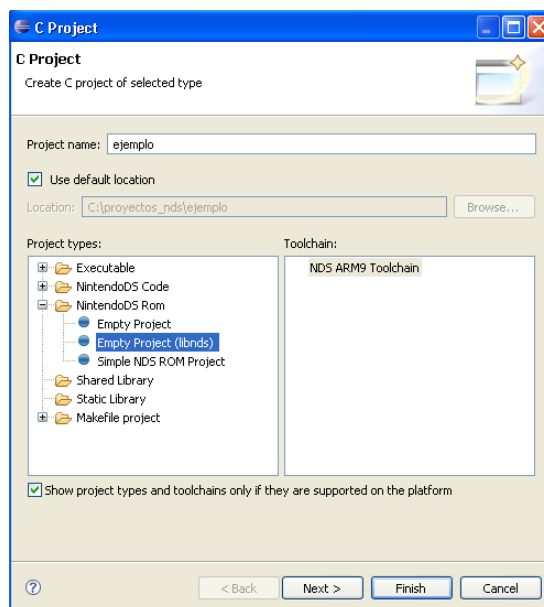 C Project
C Project
Create C project of selected type
Project name: ejemplo
Use default location
Location: C:\proyectos_nds\ejemplo Browse...
Project types: Toolchain:
Executable NDS ARM9 Toolchain
NintendoDS Code
NintendoDS Rom
Empty Project
Empty Project (libnds)
Simple NDS ROM Project
Shared Library
Static Library
Makefile project
Show project types and toolchains only if they are supported on the platform
? < Back Next > Finish Cancel